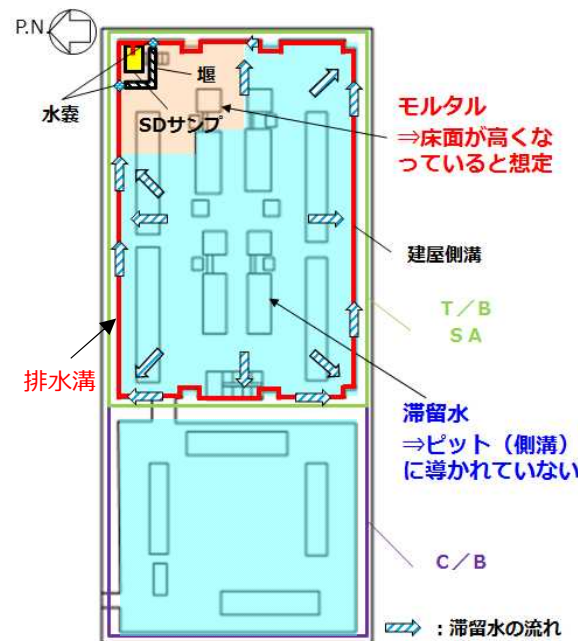 P.N.
水嚢
堰
SDサンプ
モルタル
⇒床面が高くな
っていると想定
建屋側溝
T/B
SA
排水溝
滞留水
⇒ピット（側溝）
に導かれていない
C/B
：滞留水の流れ